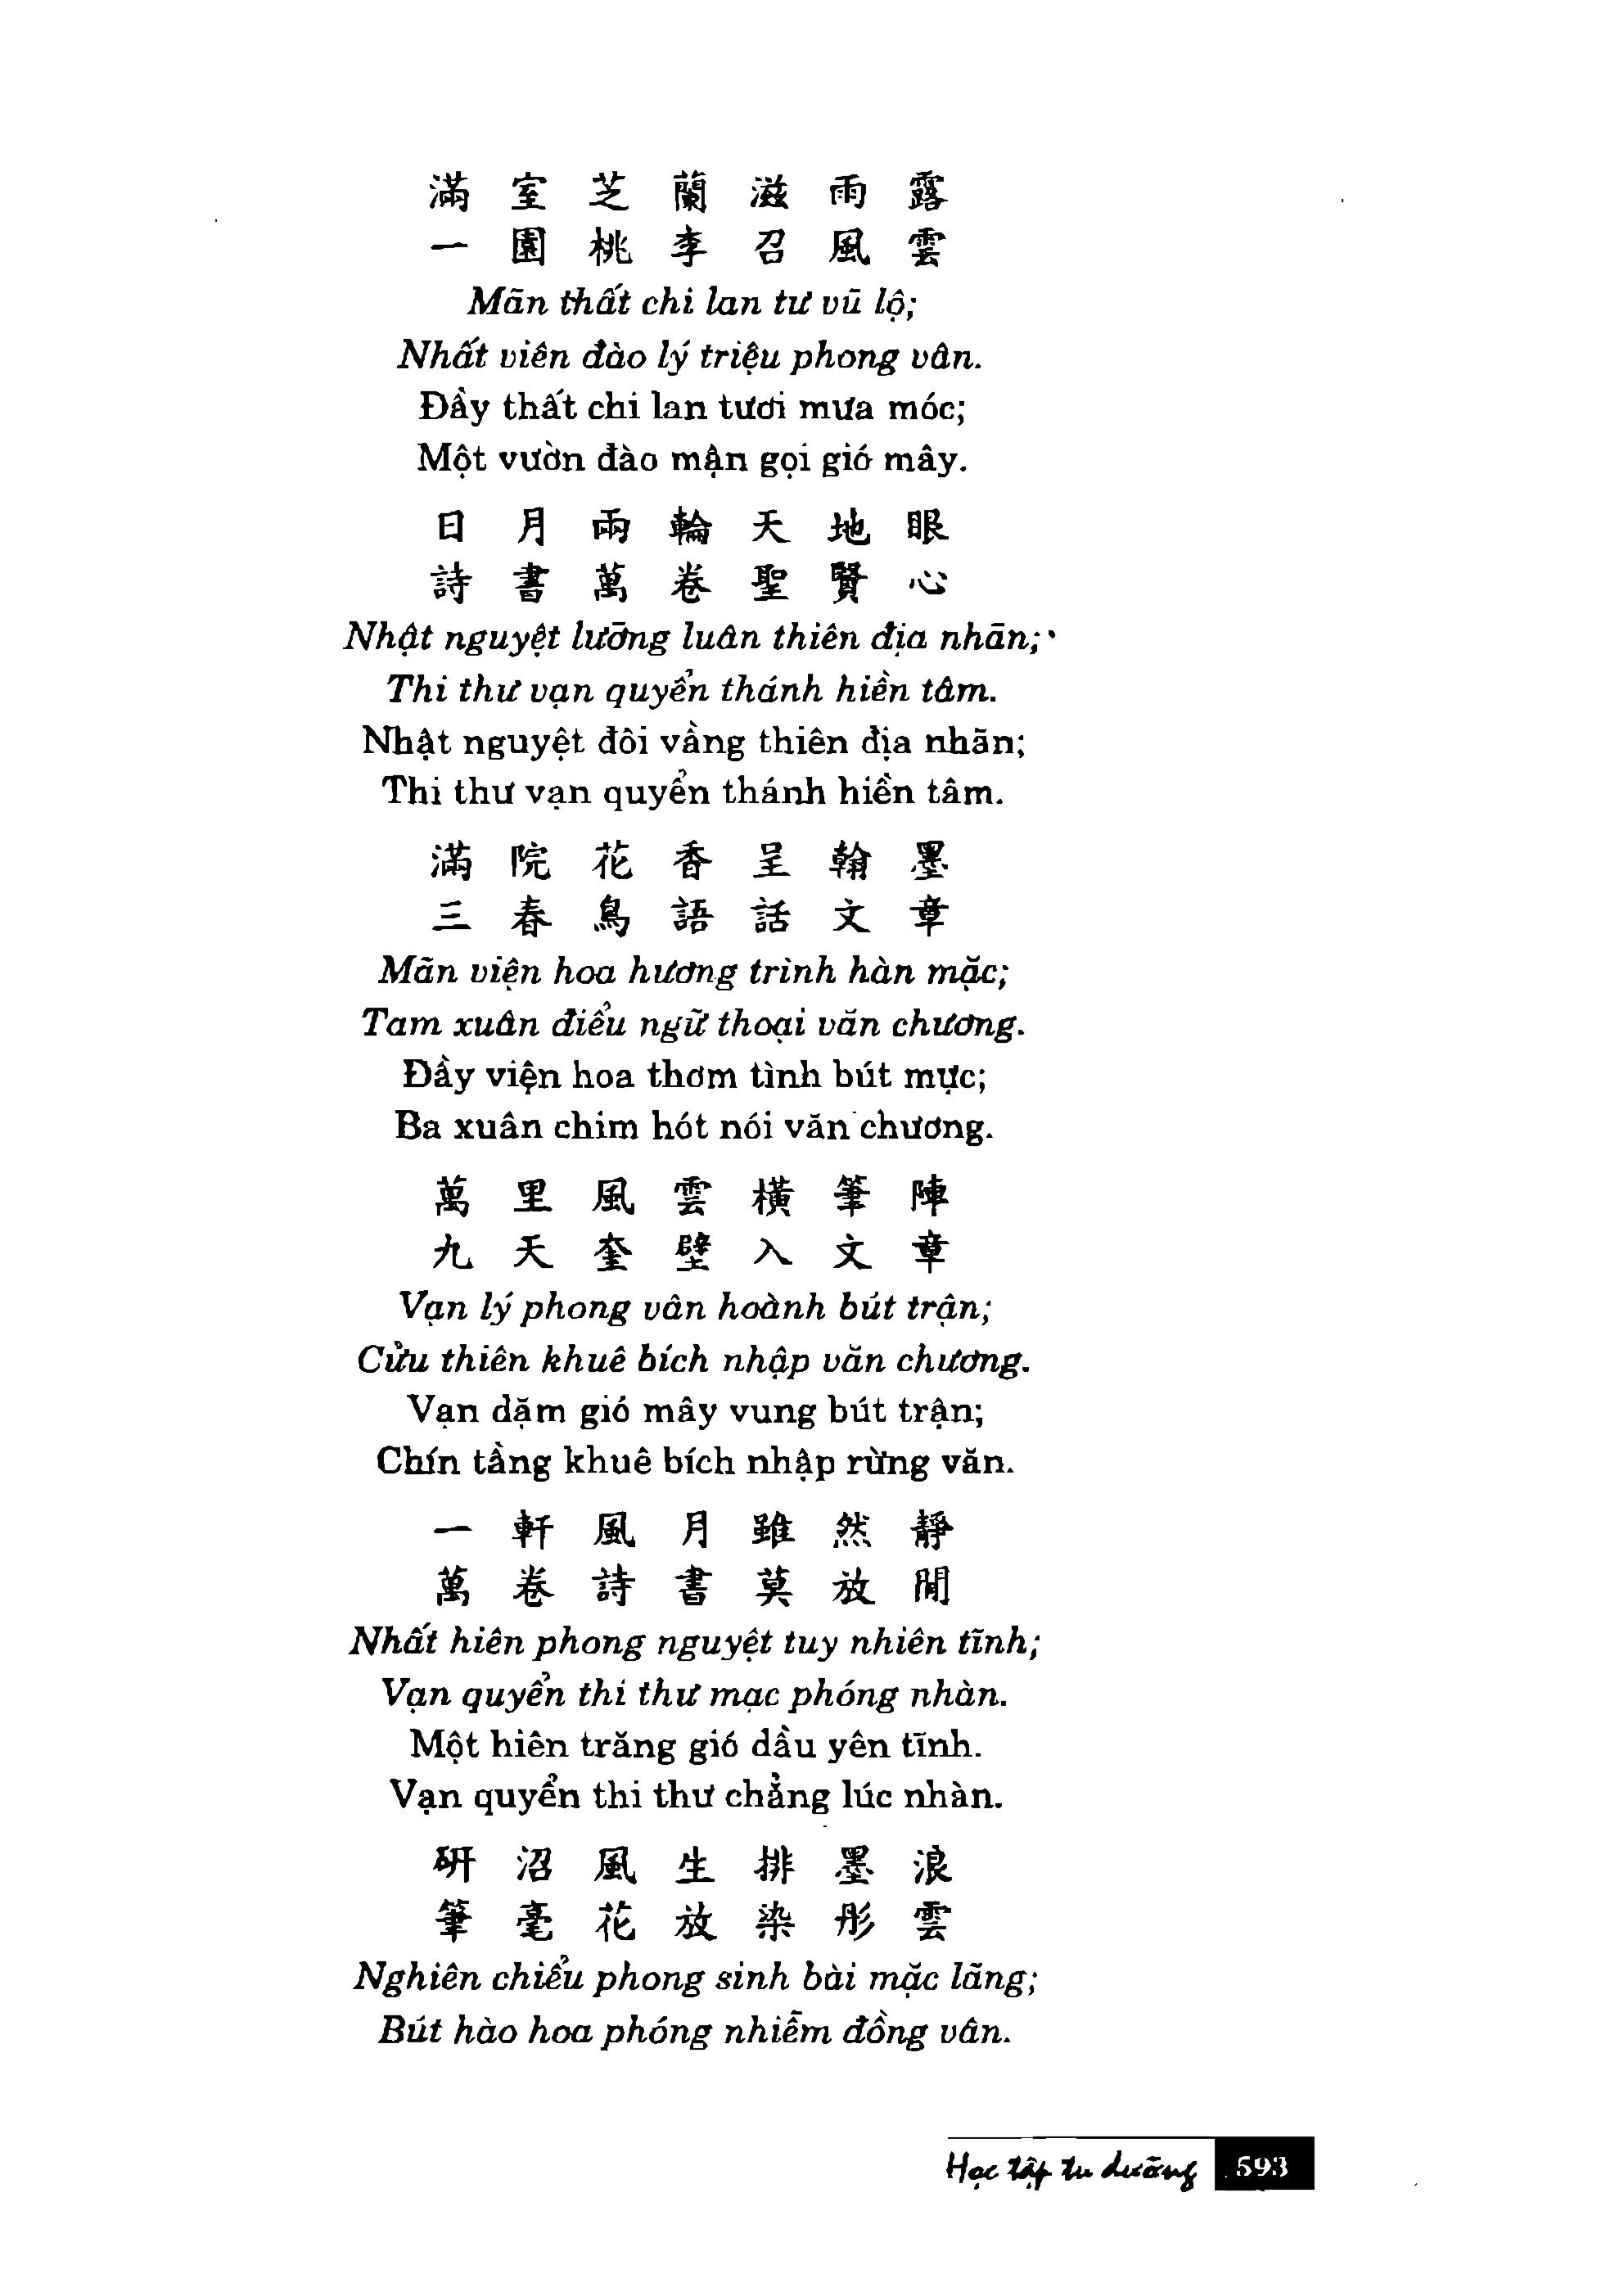 滿室芝蘭滋雨露
一園桃李召風雲
Mãn thất chi lan tư vũ lộ;
Nhất viên đào lý triệu phong vân.
Đầy thất chi lan tươi mưa móc;
Một vườn đào mận gọi gió mây.
日月兩輪天地眼
詩書萬卷聖賢心
Nhật nguyệt lưỡng luân thiên địa nhãn;
Thi thư vạn quyển thánh hiền tâm.
Nhật nguyệt đôi vầng thiên địa nhãn;
Thi thư vạn quyển thánh hiền tâm.
滿院花香呈翰墨
三春鳥語話文章
Mãn viện hoa hương trình hàn mặc;
Tam xuân điểu ngữ thoại văn chương.
Đầy viện hoa thơm tình bút mực;
Ba xuân chim hót nói văn chương.
萬里風雲橫筆陣
九天奎壁入文章
Vạn lý phong vân hoành bút trận;
Cửu thiên khuê bích nhập văn chương.
Vạn dặm gió mây vung bút trận;
Chín tầng khuê bích nhập rừng văn.
一軒風月雖然靜
萬卷詩書莫放閒
Nhất hiên phong nguyệt tuy nhiên tĩnh;
Vạn quyển thi thư mạc phóng nhàn.
Một hiên trăng gió dầu yên tĩnh.
Vạn quyển thi thư chẳng lúc nhàn.
硏沼風生排墨浪
筆毫花放染彤雲
Nghiên chiểu phong sinh bài mặc lãng;
Bút hào hoa phóng nhiễm đồng vân.
Học tập tu dưỡng 593